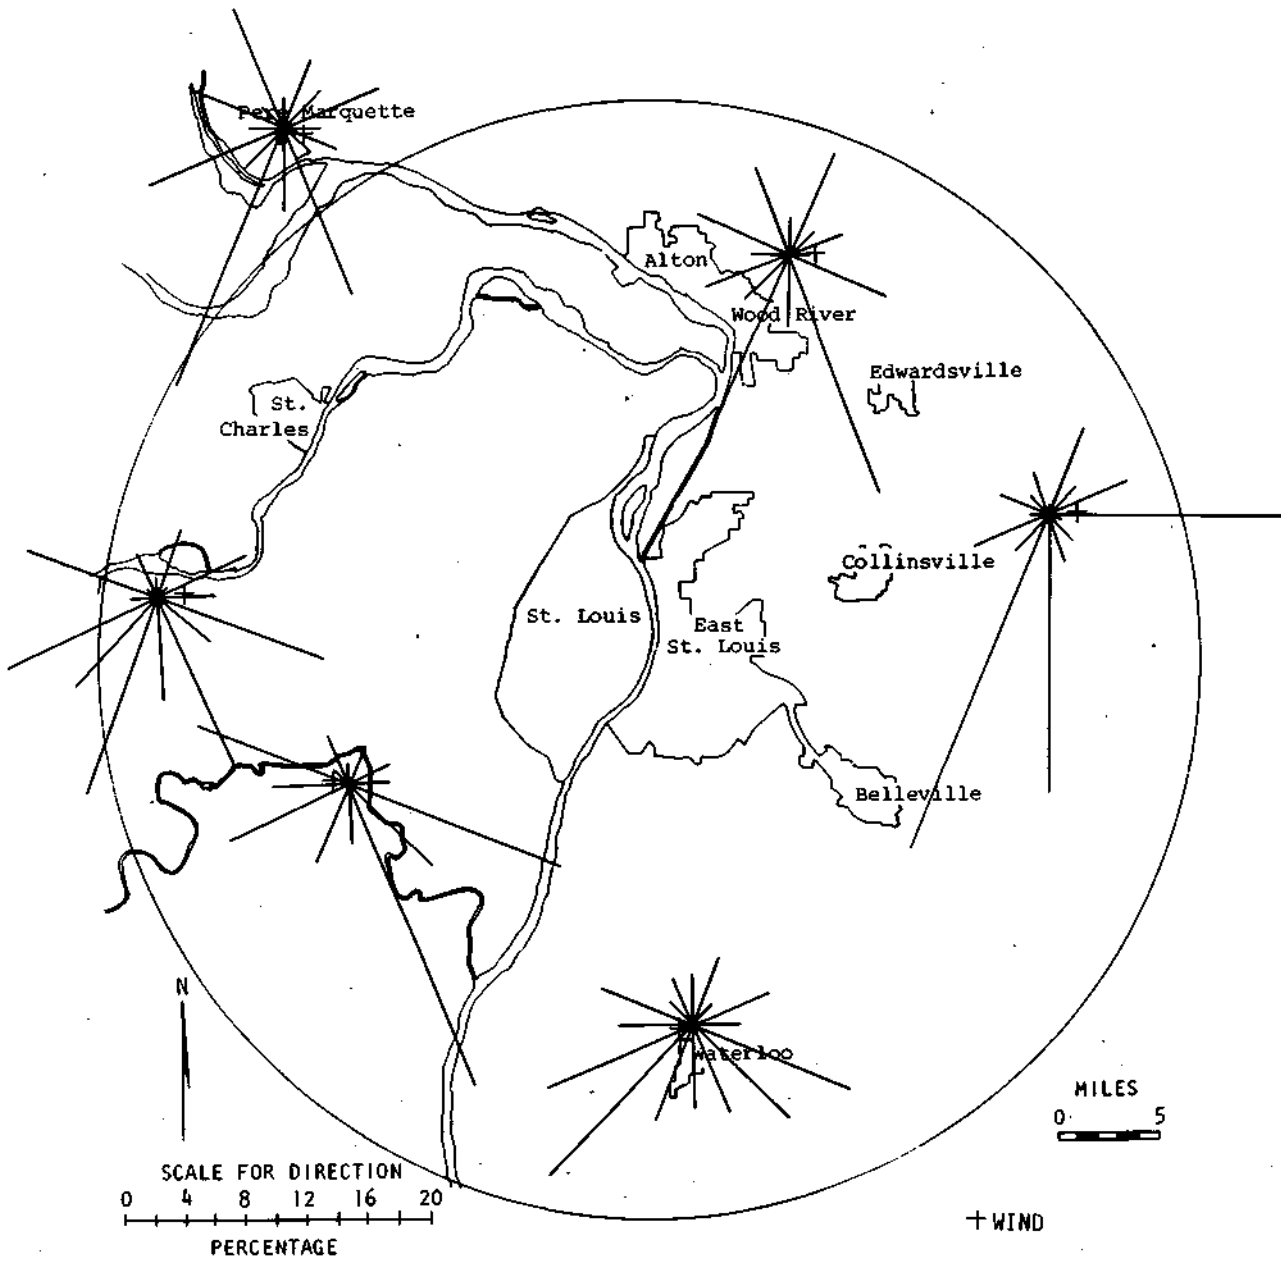 Pere Marquette
Alton
Wood River
Edwardsville
St.
Charles
Collinsville
St. Louis
East
St. Louis
Belleville
N
Waterloo
MILES
0 5
SCALE FOR DIRECTION
0 4 8 12 16 20
PERCENTAGE
+ WIND